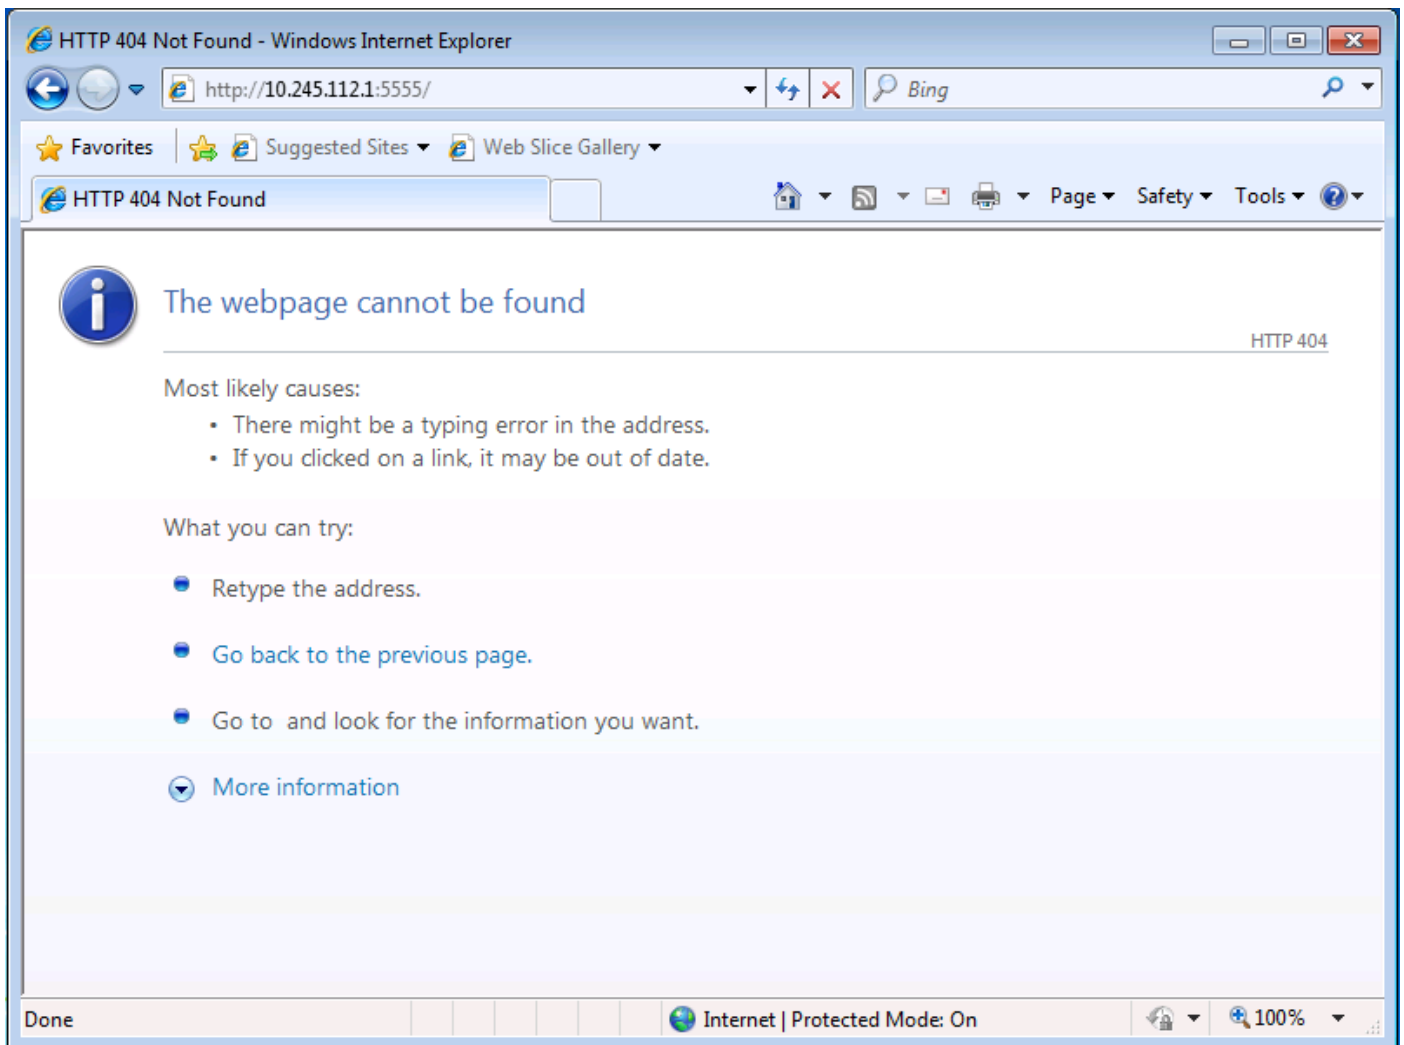 HTTP 404 Not Found - Windows Internet Explorer
http://10.245.112.1:5555/
Bing
Favorites
Suggested Sites
Web Slice Gallery
HTTP 404 Not Found
Page
Safety
Tools
The webpage cannot be found
HTTP 404
Most likely causes:
• There might be a typing error in the address.
• If you clicked on a link, it may be out of date.
What you can try:
Retype the address.
Go back to the previous page.
Go to  and look for the information you want.
More information
Done
Internet | Protected Mode: On
100%